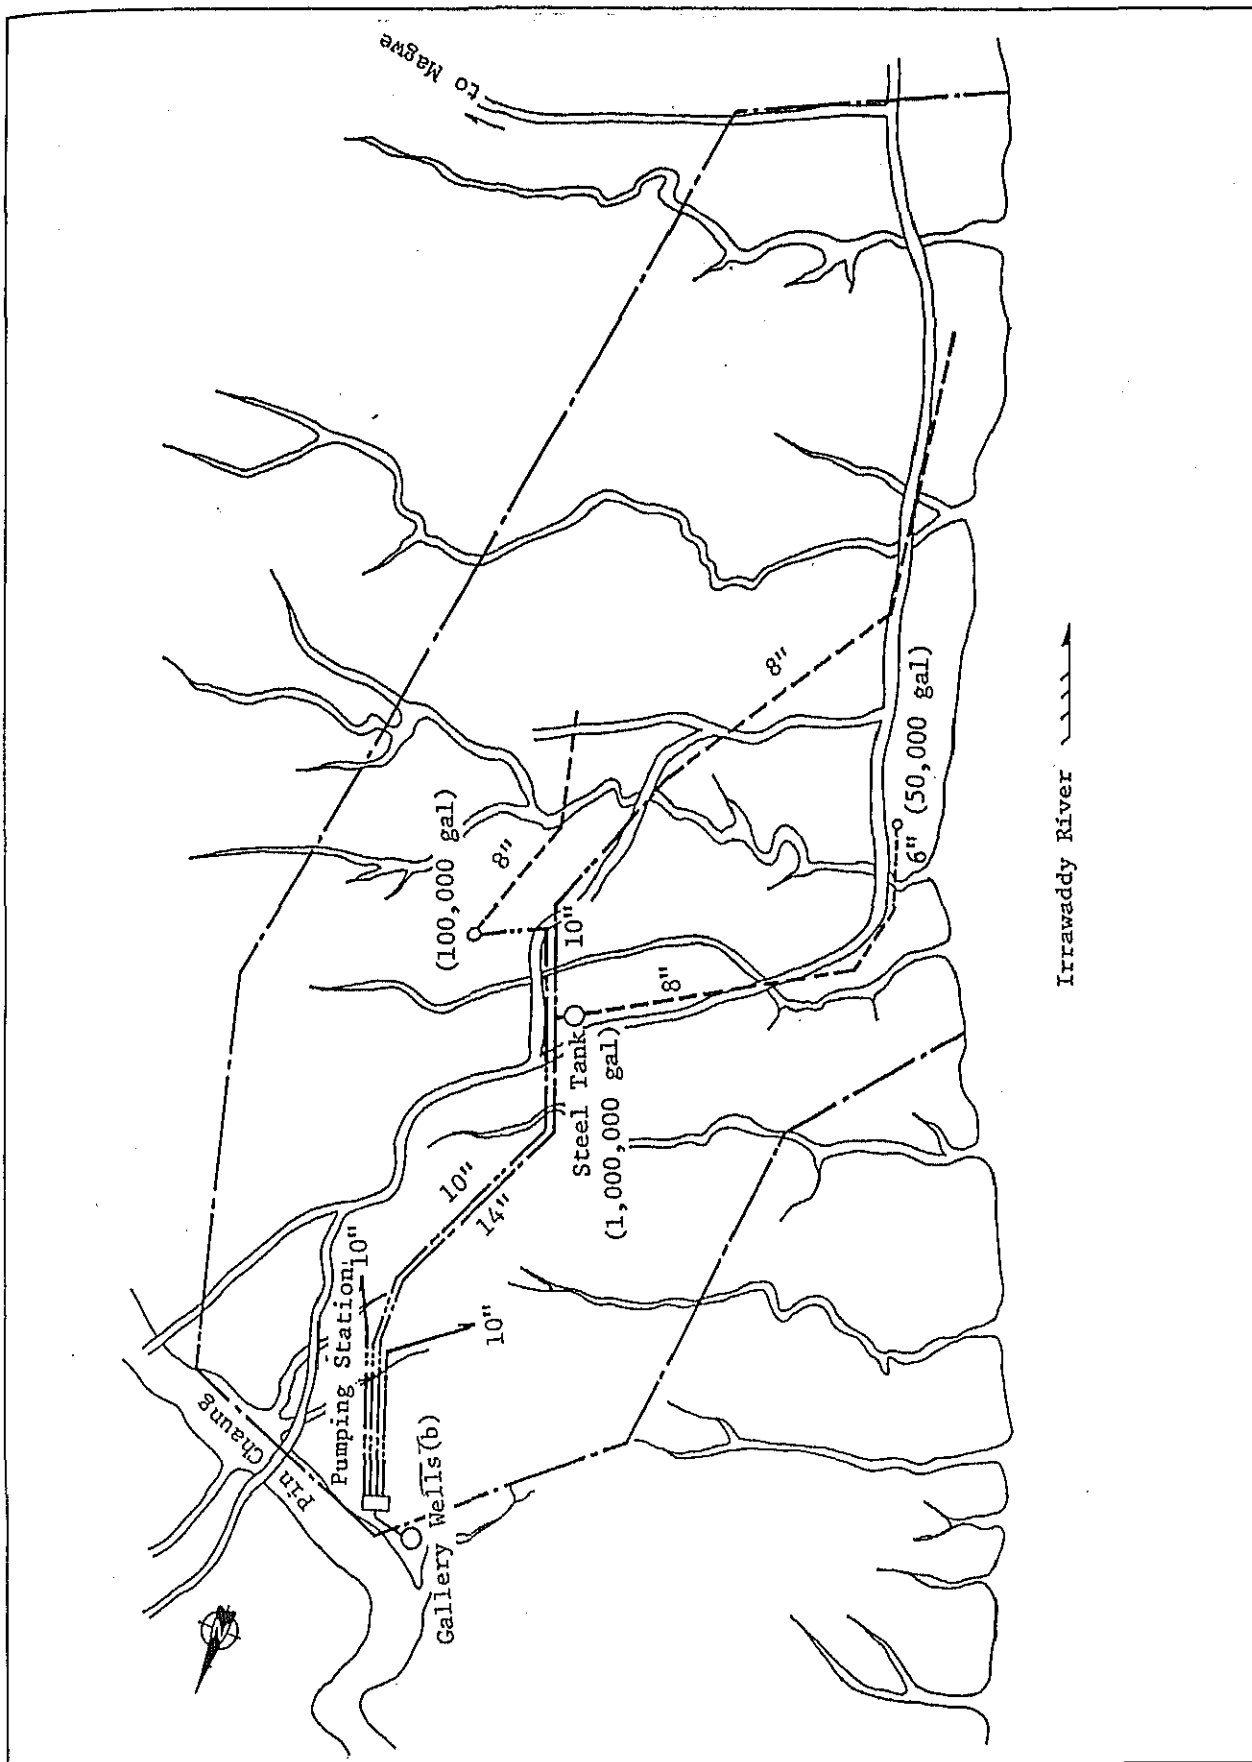 to Magwe
Pin Chaung
Pumping Station
10"
10"
Gallery Wells(b)
10"
14"
(100,000 gal)
8"
10"
Steel Tank
(1,000,000 gal)
8"
8"
6" (50,000 gal)
Irrawaddy River
N